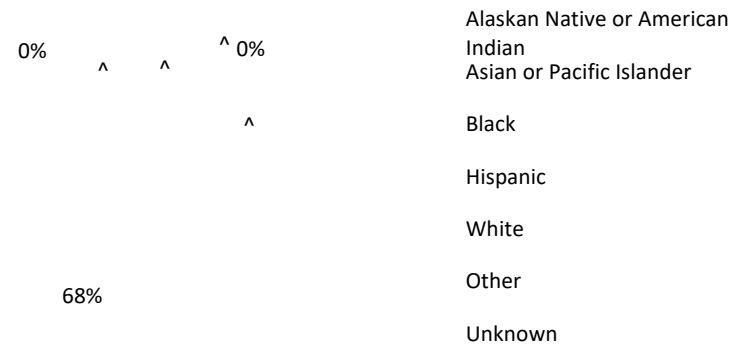 0%
^ 0%
^
^
^
68%
Alaskan Native or American
Indian
Asian or Pacific Islander
Black
Hispanic
White
Other
Unknown